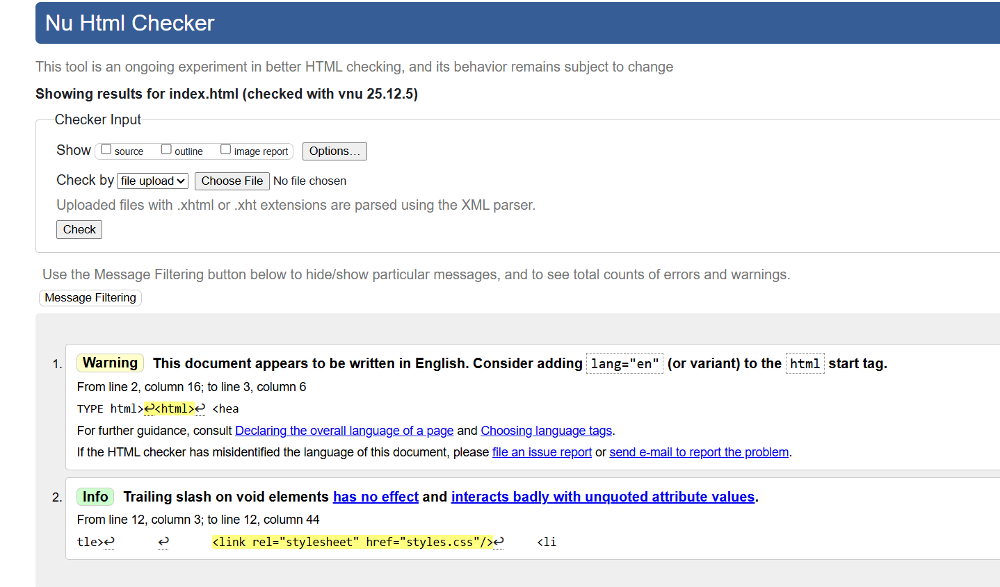 Nu Html Checker
This tool is an ongoing experiment in better HTML checking, and its behavior remains subject to change
Showing results for index.html (checked with vnu 25.12.5)
Checker Input
Show source outline image report Options…
Check by file upload Choose File No file chosen
Uploaded files with .xhtml or .xht extensions are parsed using the XML parser.
Check
Use the Message Filtering button below to hide/show particular messages, and to see total counts of errors and warnings.
Message Filtering
1. Warning This document appears to be written in English. Consider adding lang="en" (or variant) to the html start tag.
From line 2, column 16; to line 3, column 6
TYPE html>↩<html>↩ <hea
For further guidance, consult Declaring the overall language of a page and Choosing language tags.
If the HTML checker has misidentified the language of this document, please file an issue report or send e-mail to report the problem.
2. Info Trailing slash on void elements has no effect and interacts badly with unquoted attribute values.
From line 12, column 3; to line 12, column 44
tle>↩ ↩ <link rel="stylesheet" href="styles.css"/>↩ <li